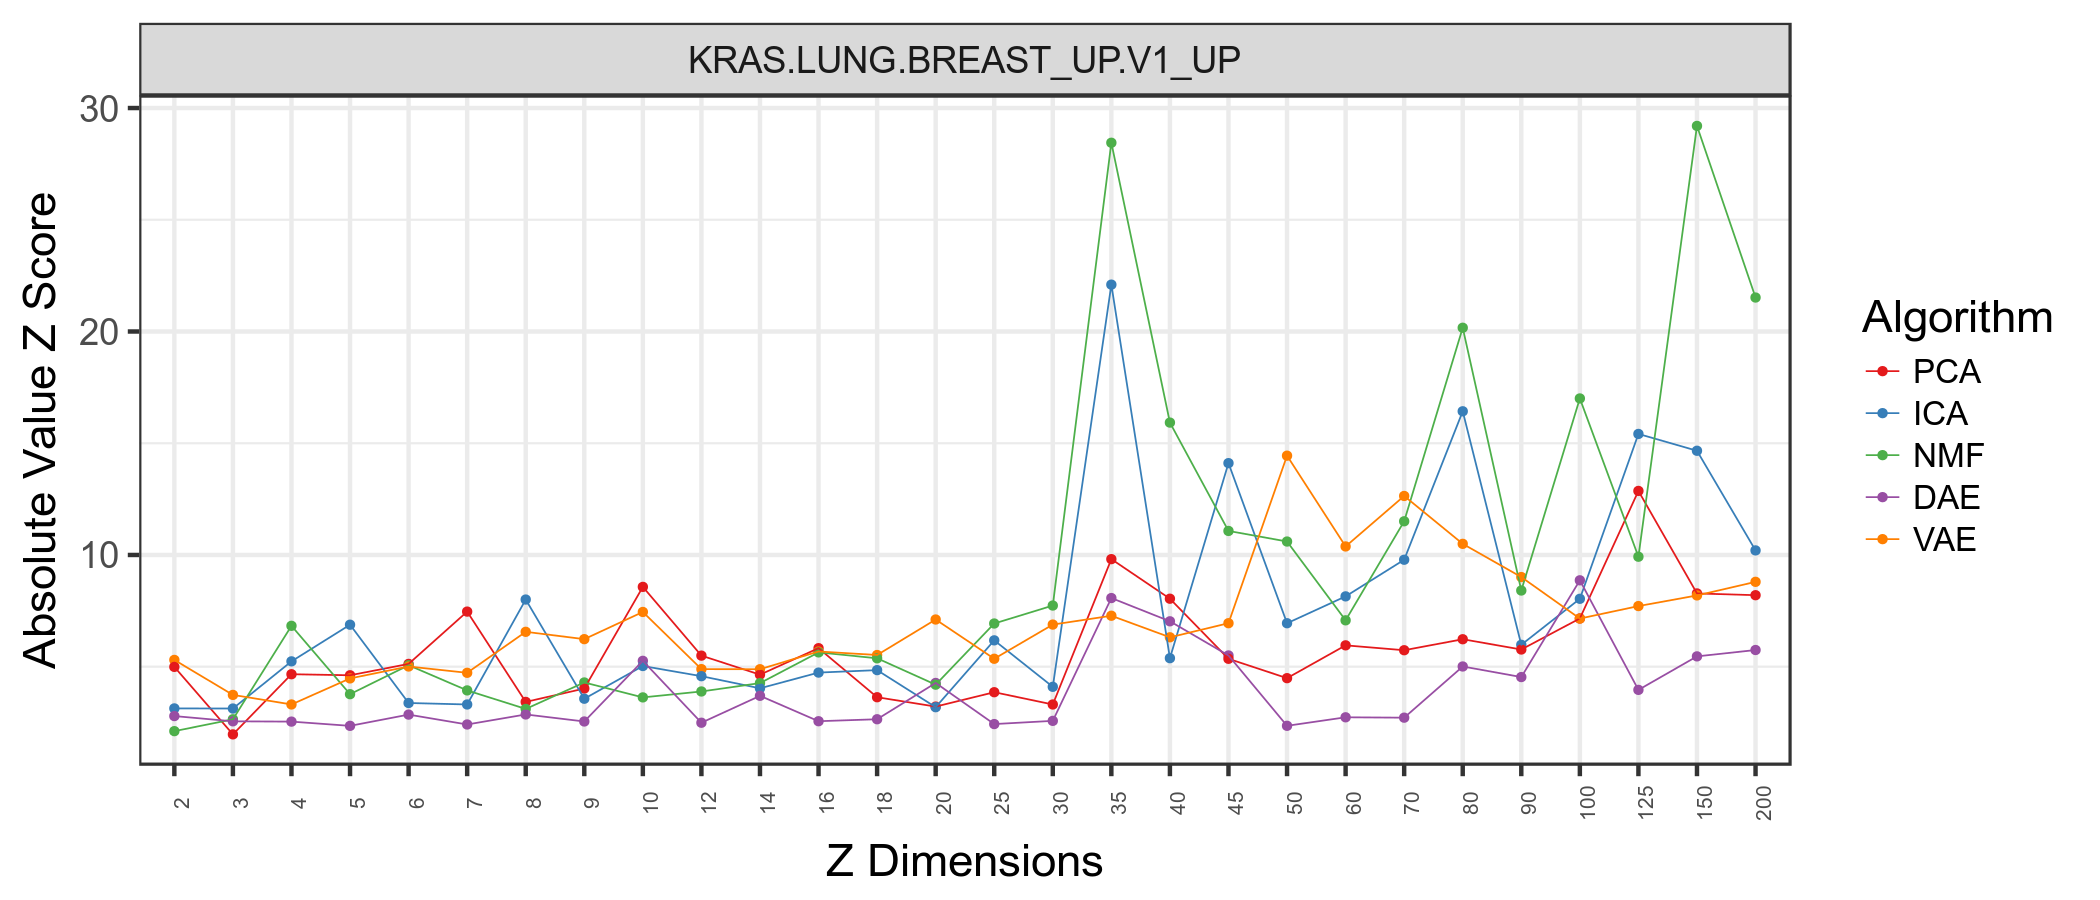 KRAS.LUNG.BREAST_UP.V1_UP
30
20
10
Absolute Value Z Score
2 3 4 5 6 7 8 9 10 12 14 16 18 20 25 30 35 40 45 50 60 70 80 90 100 125 150 200
Z Dimensions
Algorithm
PCA
ICA
NMF
DAE
VAE